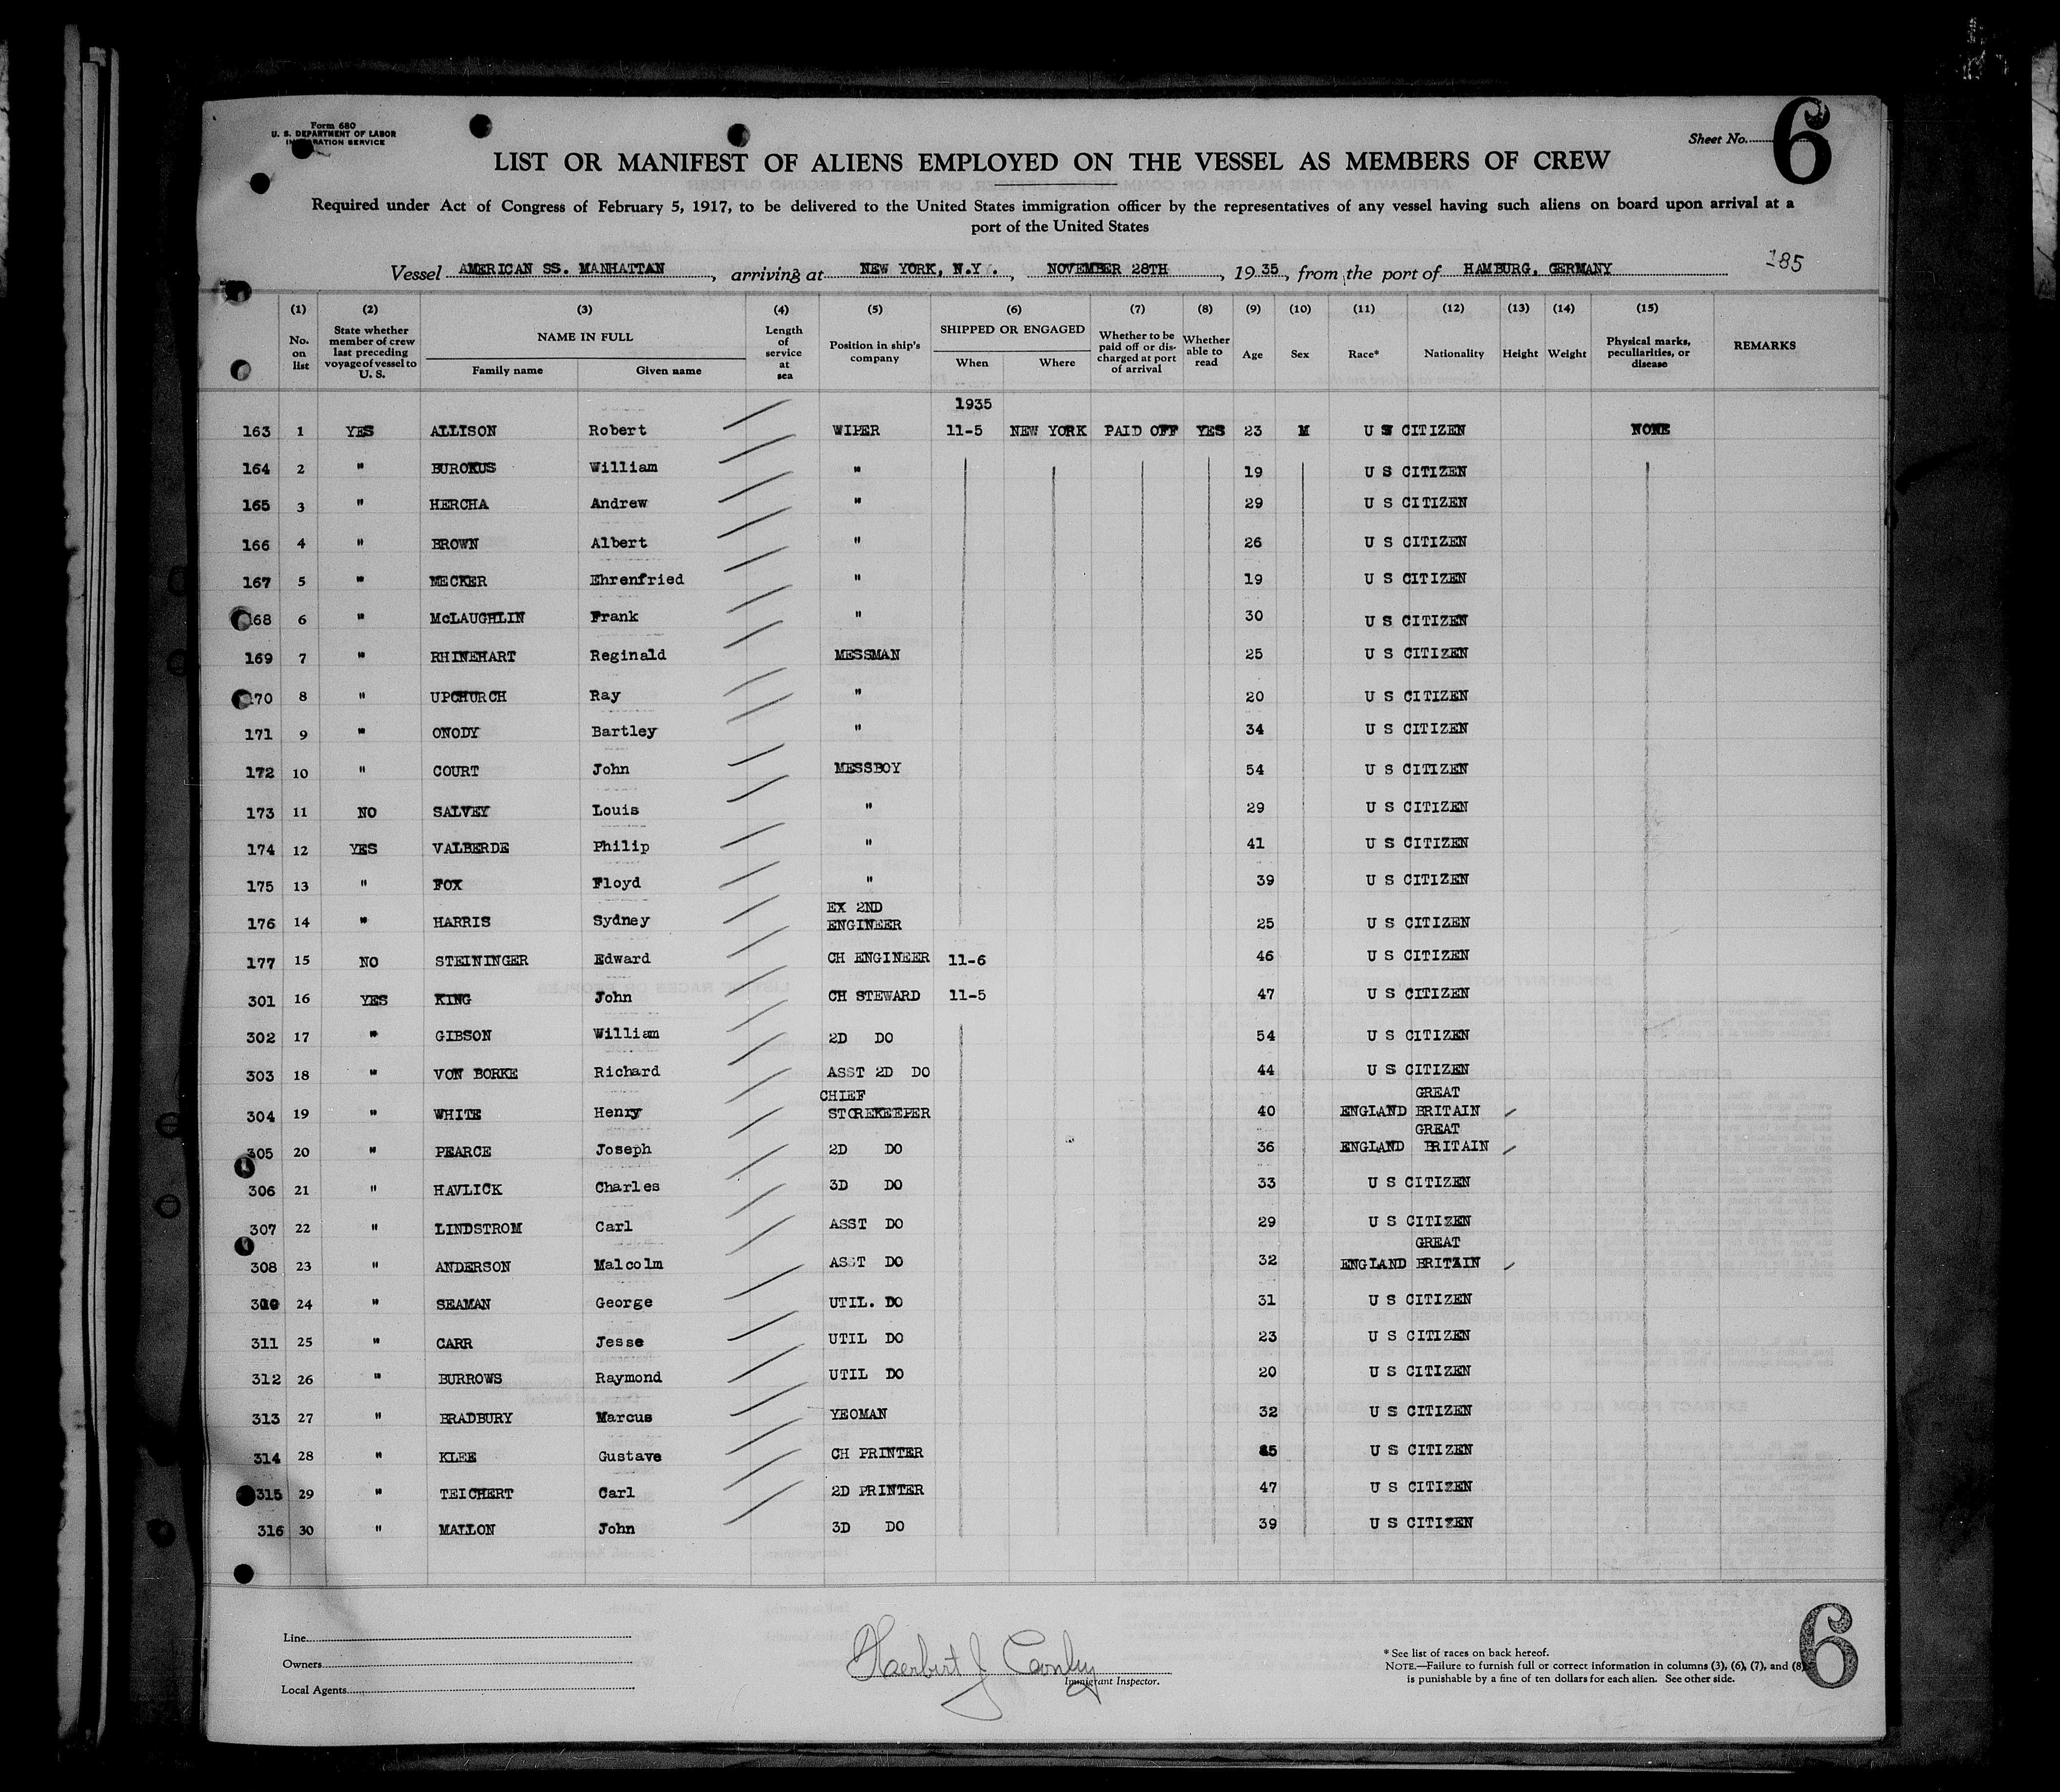 Form 680
U. S. DEPARTMENT OF LABOR
IMMIGRATION SERVICE
Sheet No. 6
LIST OR MANIFEST OF ALIENS EMPLOYED ON THE VESSEL AS MEMBERS OF CREW
Required under Act of Congress of February 5, 1917, to be delivered to the United States immigration officer by the representatives of any vessel having such aliens on board upon arrival at a
port of the United States
185
Vessel AMERICAN SS. MANHATTAN, arriving at NEW YORK, N.Y., NOVEMBER 28TH, 1935, from the port of HAMBURG, GERMANY
(1) (2) (3) (4) (5) (6) (7) (8) (9) (10) (11) (12) (13) (14) (15)
No. on list State whether member of crew last preceding voyage of vessel to U. S. NAME IN FULL Family name Given name Length of service at sea Position in ship's company SHIPPED OR ENGAGED When Where Whether to be paid off or discharged at port of arrival Whether able to read Age Sex Race* Nationality Height Weight Physical marks, peculiarities, or disease REMARKS
1935
163 1 YES ALLISON Robert WIPER 11-5 NEW YORK PAID OFF YES 23 M U S CITIZEN NONE
164 2 " BUROKUS William " 19 U S CITIZEN
165 3 " HERCHA Andrew " 29 U S CITIZEN
166 4 " BROWN Albert " 26 U S CITIZEN
167 5 " MECKER Ehrenfried " 19 U S CITIZEN
168 6 " McLAUGHLIN Frank " 30 U S CITIZEN
169 7 " RHINEHART Reginald MESSMAN 25 U S CITIZEN
170 8 " UPCHURCH Ray " 20 U S CITIZEN
171 9 " ONODY Bartley " 34 U S CITIZEN
172 10 " COURT John MESSBOY 54 U S CITIZEN
173 11 NO SALVEY Louis " 29 U S CITIZEN
174 12 YES VALBERDE Philip " 41 U S CITIZEN
175 13 " FOX Floyd " 39 U S CITIZEN
176 14 " HARRIS Sydney EX 2ND ENGINEER 25 U S CITIZEN
177 15 NO STEININGER Edward CH ENGINEER 11-6 46 U S CITIZEN
301 16 YES KING John CH STEWARD 11-5 47 U S CITIZEN
302 17 " GIBSON William 2D DO 54 U S CITIZEN
303 18 " VON BORKE Richard ASST 2D DO 44 U S CITIZEN
304 19 " WHITE Henry CHIEF STOREKEEPER 40 ENGLAND GREAT BRITAIN
305 20 " PEARCE Joseph 2D DO 36 ENGLAND GREAT BRITAIN
306 21 " HAVLICK Charles 3D DO 33 U S CITIZEN
307 22 " LINDSTROM Carl ASST DO 29 U S CITIZEN
308 23 " ANDERSON Malcolm ASST DO 32 ENGLAND GREAT BRITAIN
24 " SEAMAN George UTIL. DO 31 U S CITIZEN
311 25 " CARR Jesse UTIL DO 23 U S CITIZEN
312 26 " BURROWS Raymond UTIL DO 20 U S CITIZEN
313 27 " BRADBURY Marcus YEOMAN 32 U S CITIZEN
314 28 " KLEE Gustave CH PRINTER U S CITIZEN
315 29 " TEICHERT Carl 2D PRINTER 47 U S CITIZEN
316 30 " MALLON John 3D DO 39 U S CITIZEN
Line
Owners
Local Agents
Herbert J Conley
Immigrant Inspector.
* See list of races on back hereof.
NOTE.—Failure to furnish full or correct information in columns (3), (6), (7), and (8)
is punishable by a fine of ten dollars for each alien. See other side.
6